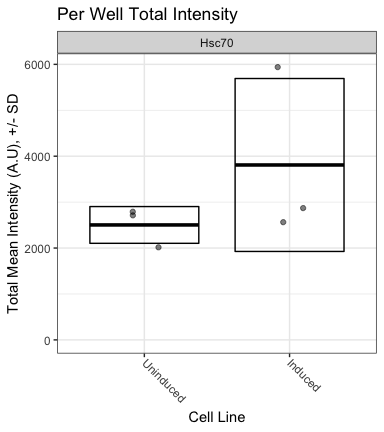 Per Well Total Intensity
Hsc70
Total Mean Intensity (A.U), +/- SD
6000
4000
2000
0
Uninduced
Induced
Cell Line